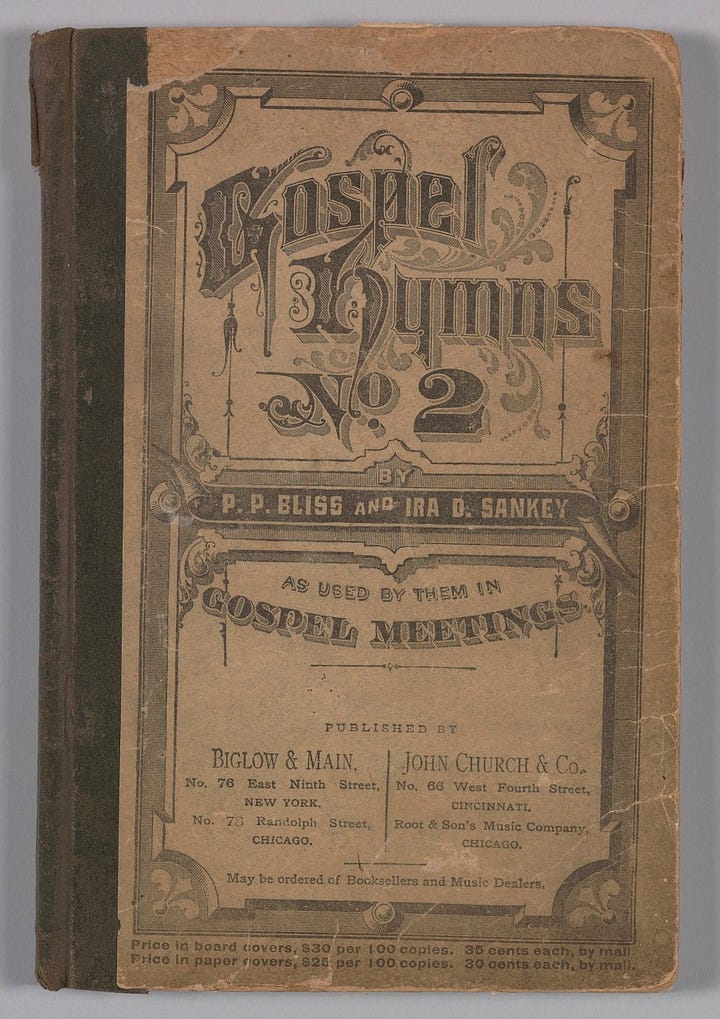 Gospel
Hymns
No 2
BY
P. P. BLISS AND IRA D. SANKEY
AS USED BY THEM IN
GOSPEL MEETINGS.
PUBLISHED BY
BIGLOW & MAIN,
No. 76 East Ninth Street,
NEW YORK.
No. 73 Randolph Street,
CHICAGO.
JOHN CHURCH & Co.
No. 66 West Fourth Street,
CINCINNATI.
Root & Son's Music Company,
CHICAGO.
May be ordered of Booksellers and Music Dealers.
Price in board covers, $30 per 100 copies. 35 cents each, by mail.
Price in paper covers, $25 per 100 copies. 30 cents each, by mail.